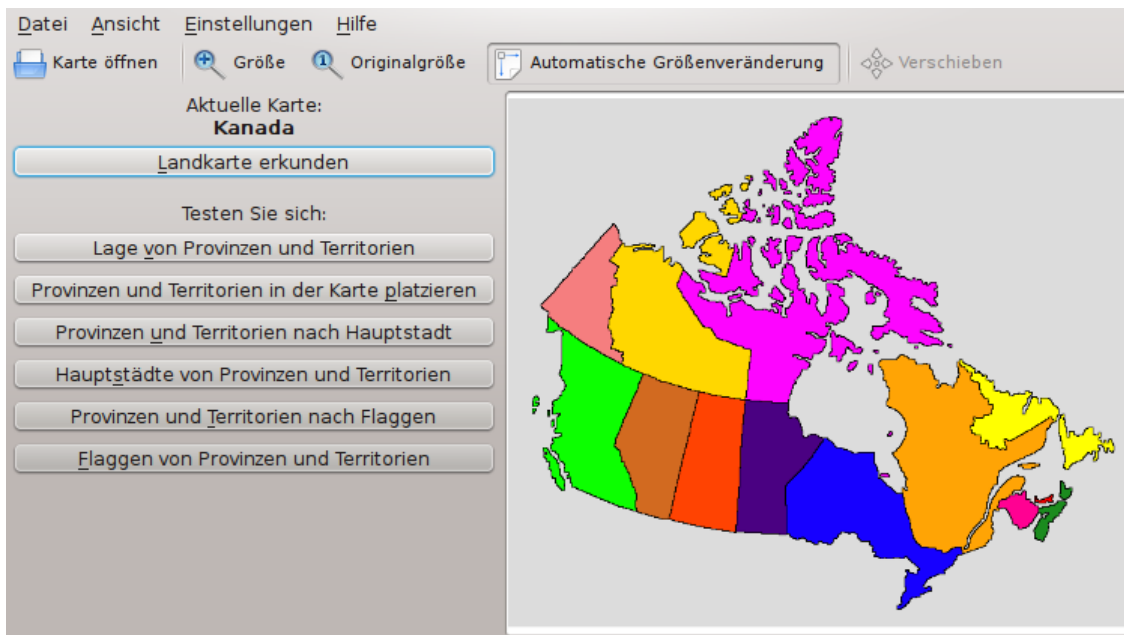 Datei Ansicht Einstellungen Hilfe
Karte öffnen Größe Originalgröße Automatische Größenveränderung Verschieben
Aktuelle Karte:
Kanada
Landkarte erkunden
Testen Sie sich:
Lage von Provinzen und Territorien
Provinzen und Territorien in der Karte platzieren
Provinzen und Territorien nach Hauptstadt
Hauptstädte von Provinzen und Territorien
Provinzen und Territorien nach Flaggen
Flaggen von Provinzen und Territorien